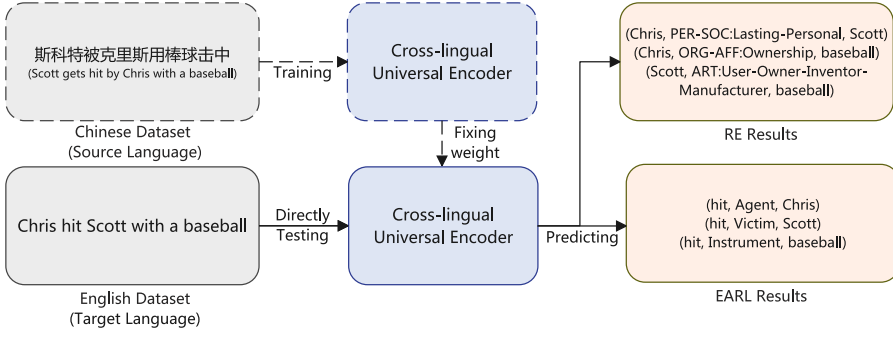 斯科特被克里斯用棒球击中
(Scott gets hit by Chris with a baseball)
Chinese Dataset
(Source Language)
Training
Cross-lingual
Universal Encoder
Fixing
weight
(Chris, PER-SOC:Lasting-Personal, Scott)
(Chris, ORG-AFF:Ownership, baseball)
(Scott, ART:User-Owner-Inventor-
Manufacturer, baseball)
RE Results
Chris hit Scott with a baseball
English Dataset
(Target Language)
Directly
Testing
Cross-lingual
Universal Encoder
Predicting
(hit, Agent, Chris)
(hit, Victim, Scott)
(hit, Instrument, baseball)
EARL Results